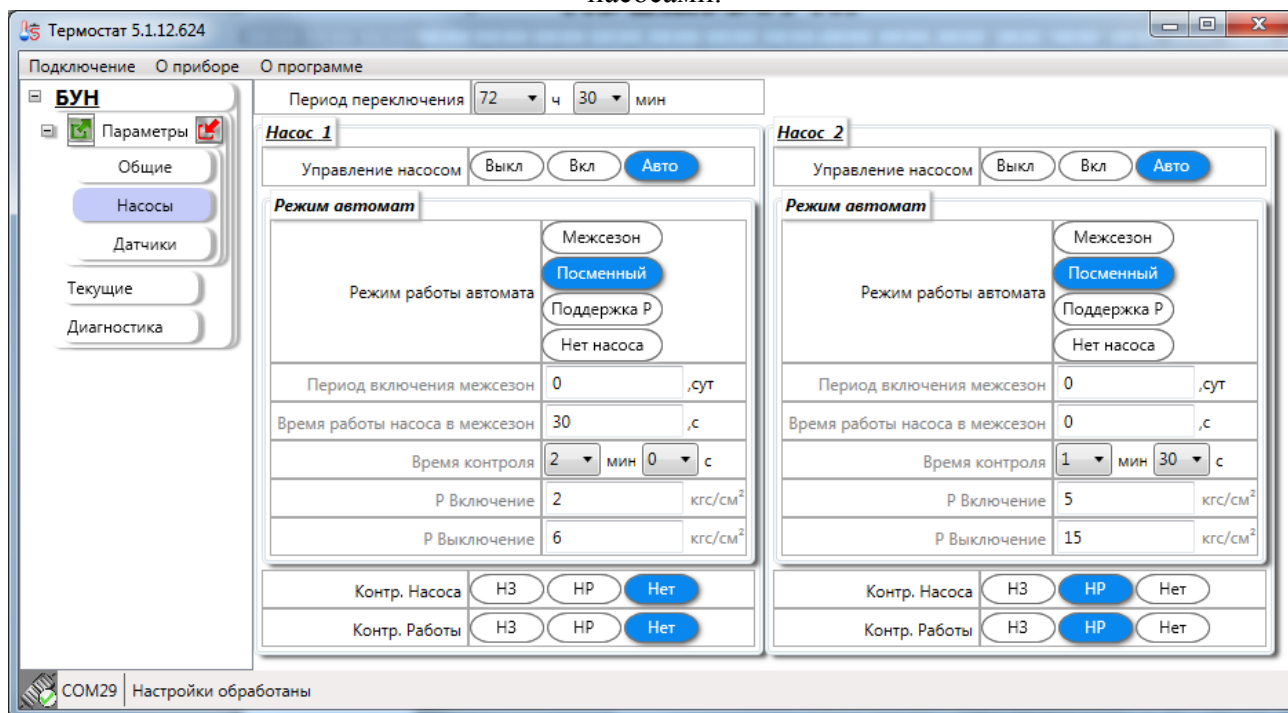 насосами.
Термостат 5.1.12.624
Подключение О приборе О программе
БУН
Параметры
Общие
Насосы
Датчики
Текущие
Диагностика
Период переключения 72 ч 30 мин
Насос_1
Управление насосом Выкл Вкл Авто
Режим автомат
Режим работы автомата
Межсезон
Посменный
Поддержка Р
Нет насоса
Период включения межсезон 0 ,сут
Время работы насоса в межсезон 30 ,с
Время контроля 2 мин 0 с
Р Включение 2 кгс/см²
Р Выключение 6 кгс/см²
Контр. Насоса НЗ НР Нет
Контр. Работы НЗ НР Нет
Насос_2
Управление насосом Выкл Вкл Авто
Режим автомат
Режим работы автомата
Межсезон
Посменный
Поддержка Р
Нет насоса
Период включения межсезон 0 ,сут
Время работы насоса в межсезон 0 ,с
Время контроля 1 мин 30 с
Р Включение 5 кгс/см²
Р Выключение 15 кгс/см²
Контр. Насоса НЗ НР Нет
Контр. Работы НЗ НР Нет
COM29 Настройки обработаны